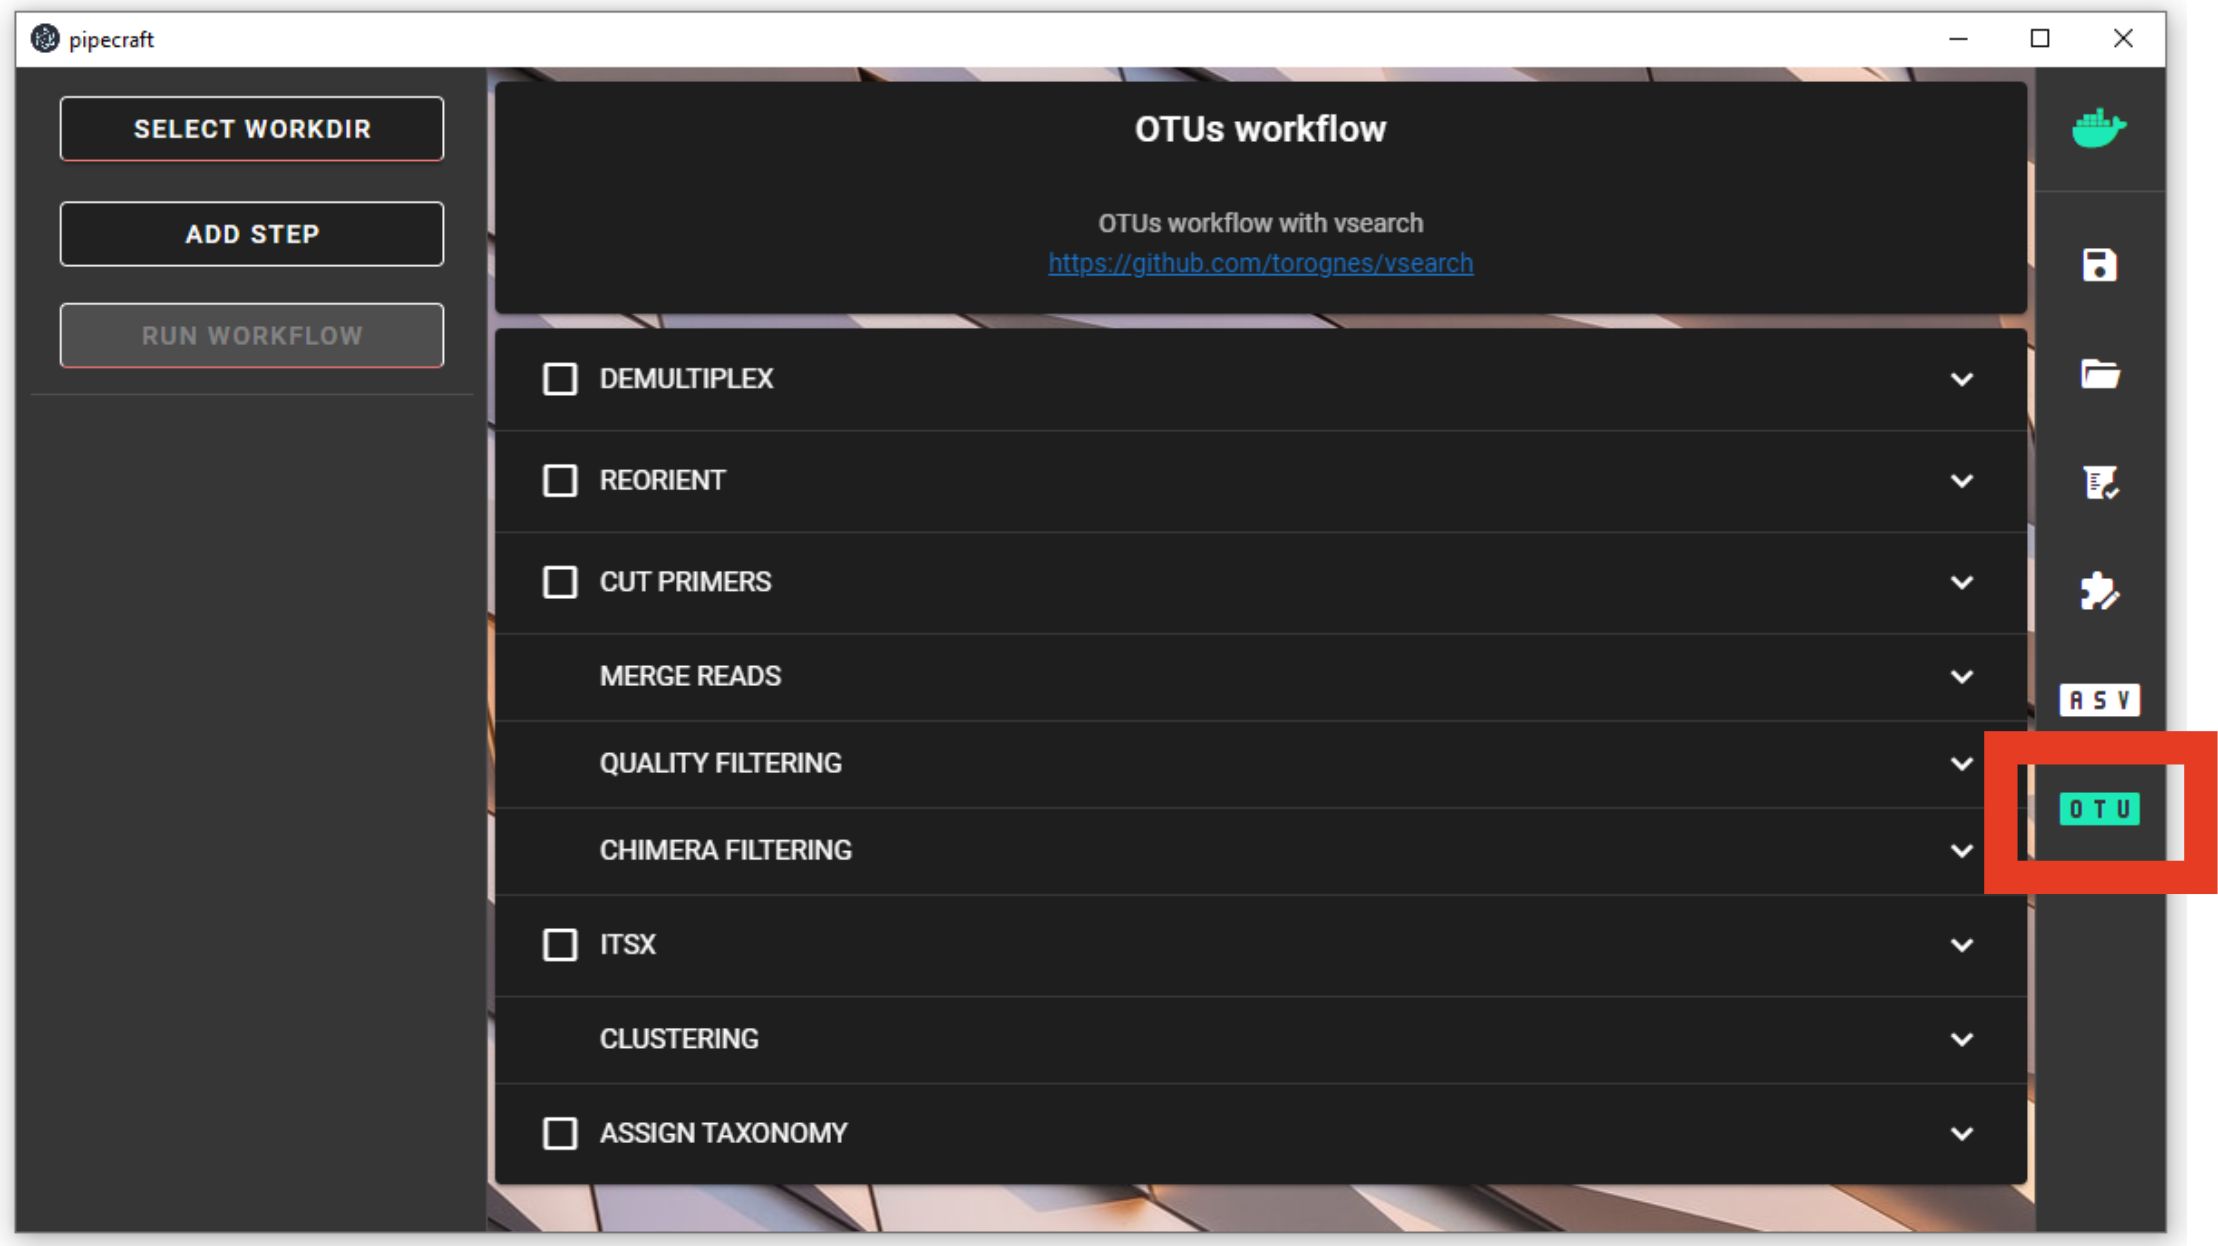 pipecraft
SELECT WORKDIR
ADD STEP
RUN WORKFLOW
OTUs workflow
OTUs workflow with vsearch
https://github.com/torognes/vsearch
DEMULTIPLEX
REORIENT
CUT PRIMERS
MERGE READS
QUALITY FILTERING
CHIMERA FILTERING
ITSX
CLUSTERING
ASSIGN TAXONOMY
ASV
OTU